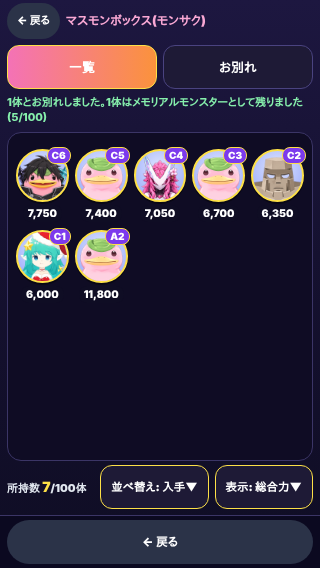 ← 戻る
マスモンボックス(モンサク)
一覧
お別れ
1体とお別れしました。1体はメモリアルモンスターとして残りました
(5/100)
C6
C5
C4
C3
C2
7,750
7,400
7,050
6,700
6,350
C1
A2
6,000
11,800
所持数 7/100体
並べ替え: 入手▼
表示: 総合力▼
← 戻る